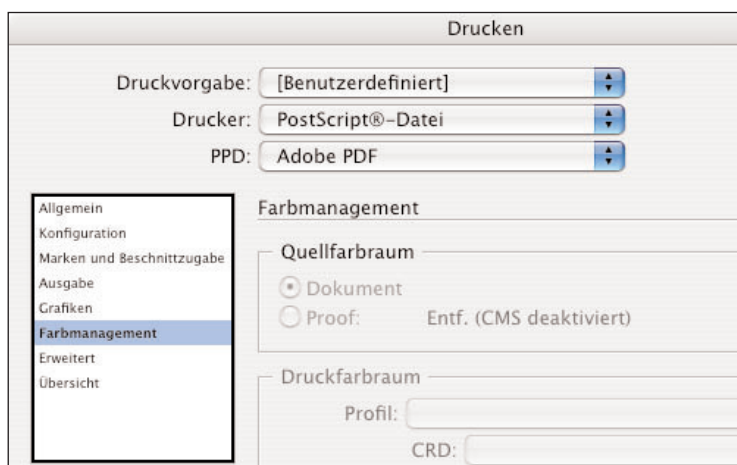 Drucken
Druckvorgabe: [Benutzerdefiniert]
Drucker: PostScript®-Datei
PPD: Adobe PDF
Allgemein
Konfiguration
Marken und Beschnittzugabe
Ausgabe
Grafiken
Farbmanagement
Erweitert
Übersicht
Farbmanagement
Quellfarbraum
Dokument
Proof: Entf. (CMS deaktiviert)
Druckfarbraum
Profil:
CRD: